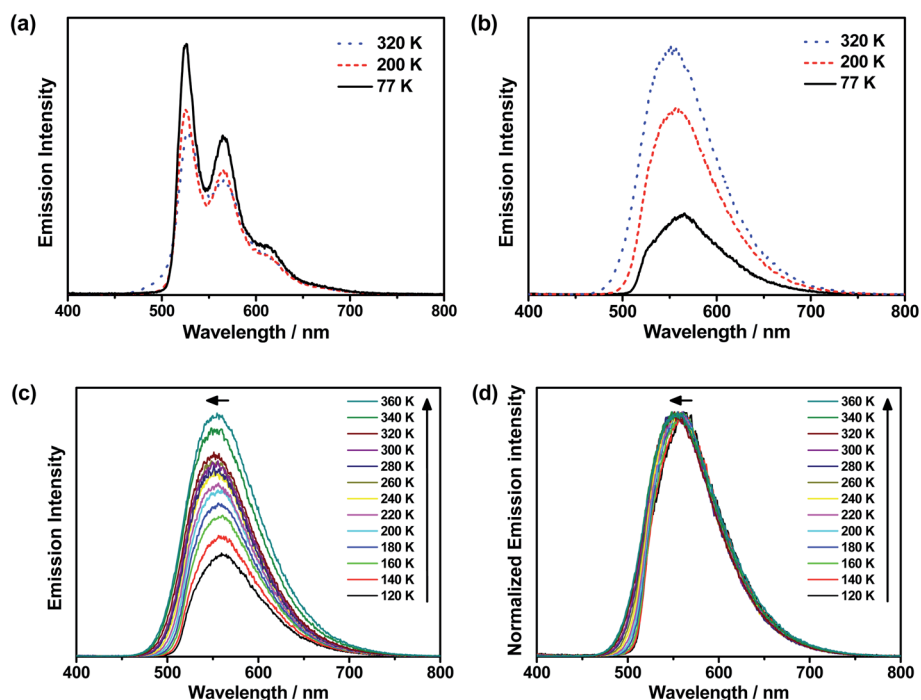 (a)
320 K
200 K
77 K
Emission Intensity
400 500 600 700 800
Wavelength / nm
(b)
320 K
200 K
77 K
Emission Intensity
400 500 600 700 800
Wavelength / nm
(c)
360 K
340 K
320 K
300 K
280 K
260 K
240 K
220 K
200 K
180 K
160 K
140 K
120 K
Emission Intensity
400 500 600 700 800
Wavelength / nm
(d)
360 K
340 K
320 K
300 K
280 K
260 K
240 K
220 K
200 K
180 K
160 K
140 K
120 K
Normalized Emission intensity
400 500 600 700 800
Wavelength / nm